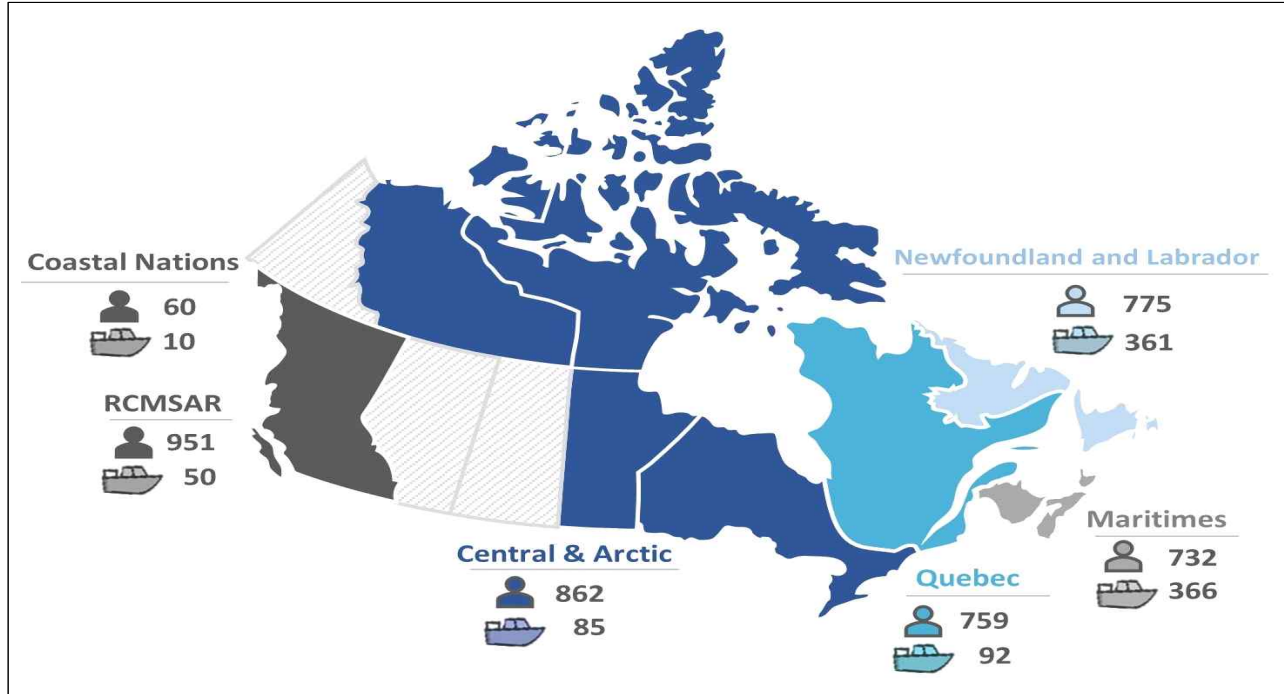 Coastal Nations
60
10
RCMSAR
951
50
Central & Arctic
862
85
Quebec
759
92
Maritimes
732
366
Newfoundland and Labrador
775
361